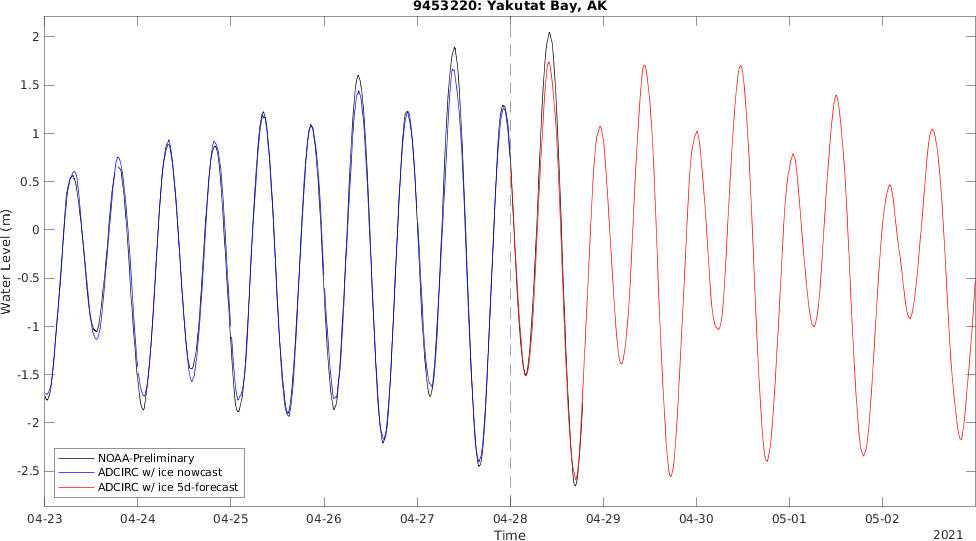 9453220: Yakutat Bay, AK
2
1.5
1
0.5
0
-0.5
-1
-1.5
-2
-2.5
Water Level (m)
NOAA-Preliminary
ADCIRC w/ ice nowcast
ADCIRC w/ ice 5d-forecast
04-23 04-24 04-25 04-26 04-27 04-28 04-29 04-30 05-01 05-02
Time
2021